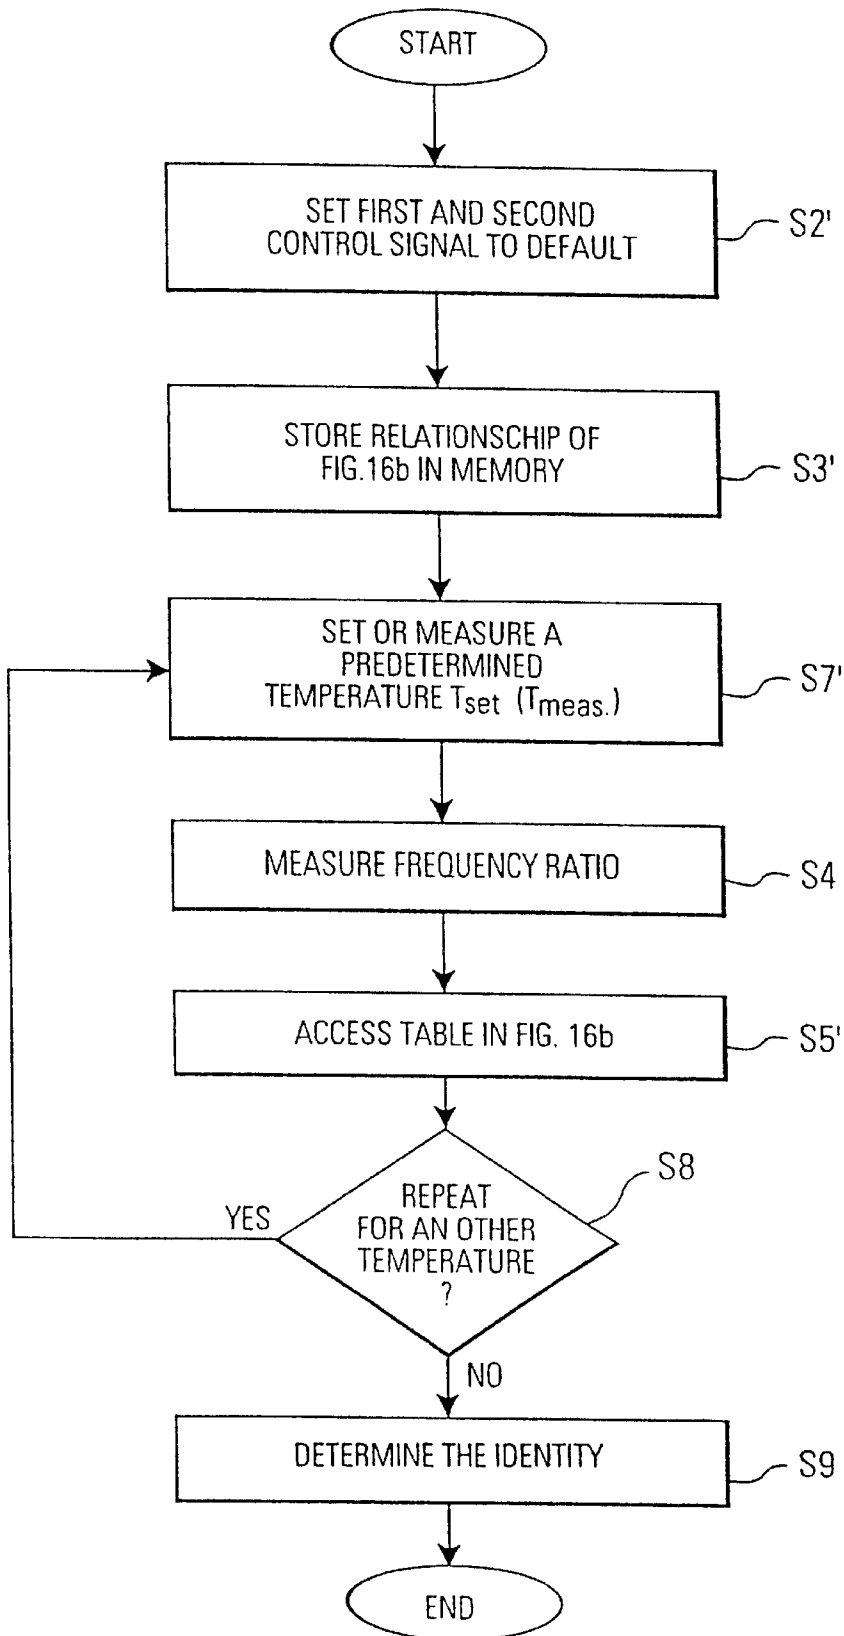 START
SET FIRST AND SECOND
CONTROL SIGNAL TO DEFAULT
S2'
STORE RELATIONSCHIP OF
FIG.16b IN MEMORY
S3'
SET OR MEASURE A
PREDETERMINED
TEMPERATURE Tset (Tmeas.)
S7'
MEASURE FREQUENCY RATIO
S4
ACCESS TABLE IN FIG. 16b
S5'
S8
REPEAT
FOR AN OTHER
TEMPERATURE
?
YES
NO
DETERMINE THE IDENTITY
S9
END